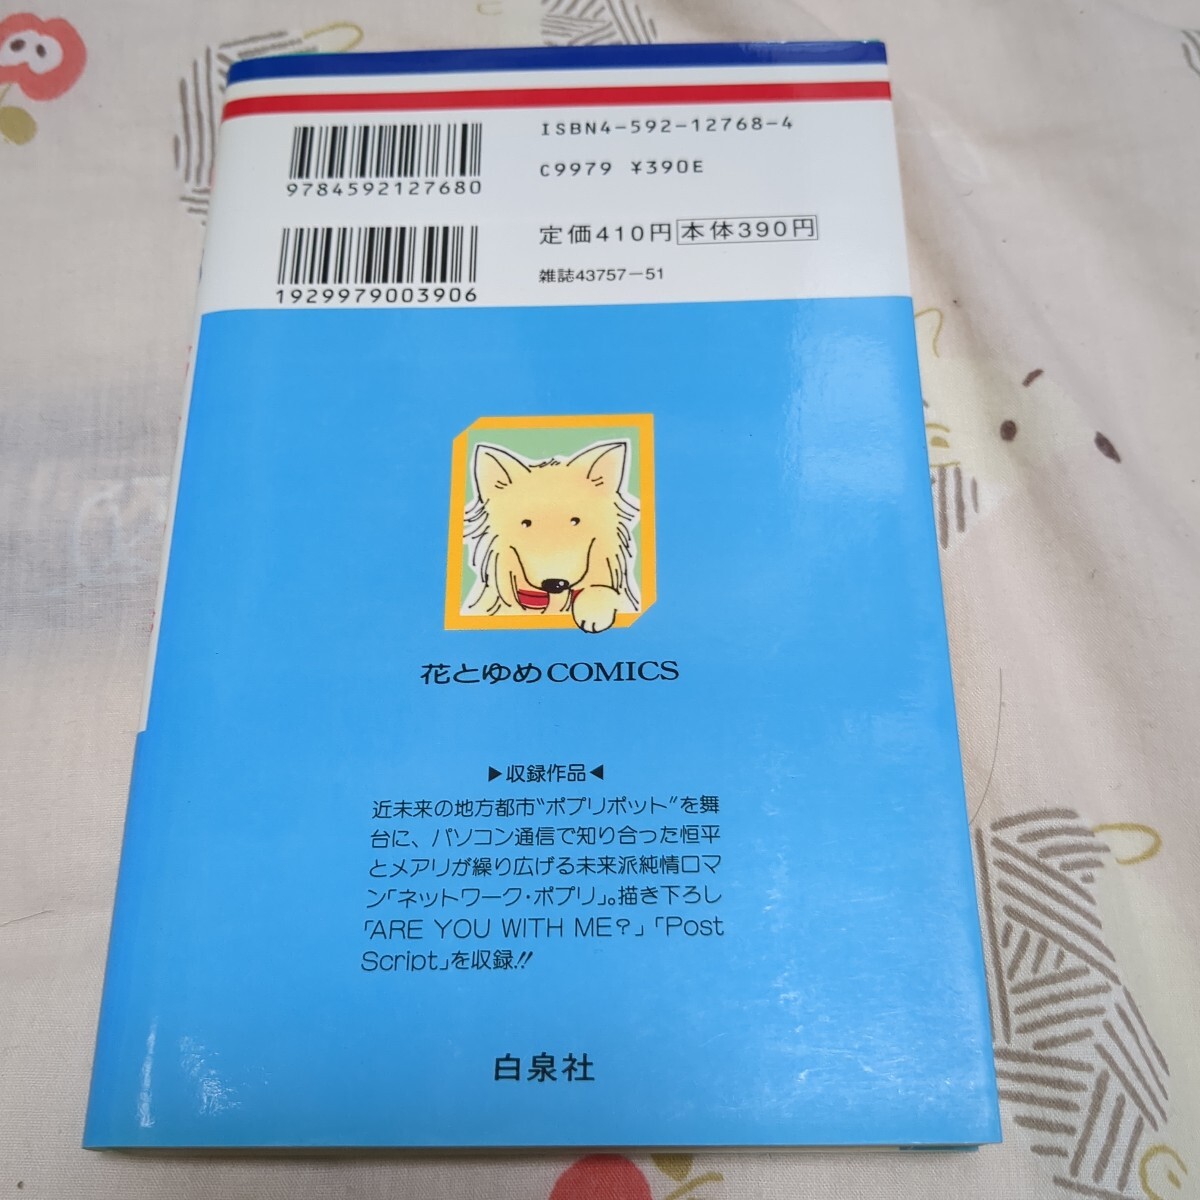 ISBN4-592-12768-4
9784592127680
C9979 ¥390E
定価410円 本体390円
1929979003906
雑誌43757-51
花とゆめCOMICS
▶収録作品◀
近未来の地方都市“ポプリポット”を舞
台に、パソコン通信で知り合った恒平
とメアリが繰り広げる未来派純情ロマ
ン「ネットワーク・ポプリ」。描き下ろし
「ARE YOU WITH ME?」「Post
Script」を収録!!
白泉社